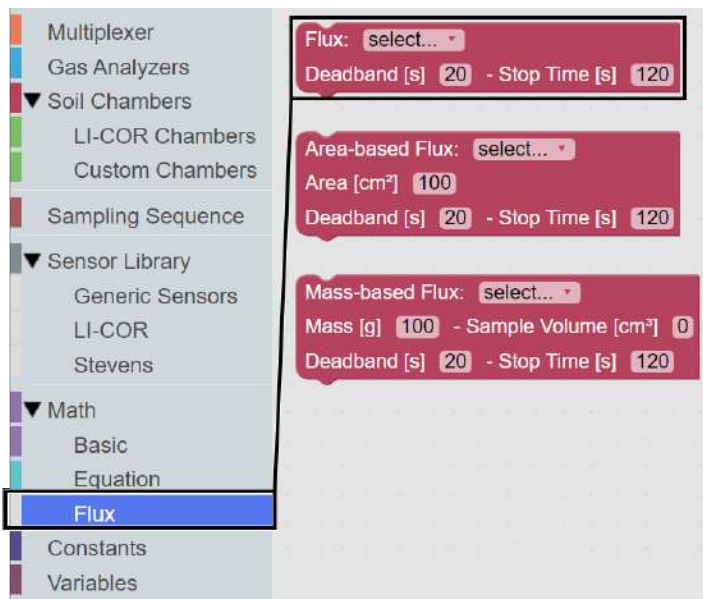 Multiplexer
Gas Analyzers
▼ Soil Chambers
LI-COR Chambers
Custom Chambers
Sampling Sequence
▼ Sensor Library
Generic Sensors
LI-COR
Stevens
▼ Math
Basic
Equation
Flux
Constants
Variables
Flux: select...
Deadband [s] 20 - Stop Time [s] 120
Area-based Flux: select...
Area [cm²] 100
Deadband [s] 20 - Stop Time [s] 120
Mass-based Flux: select...
Mass [g] 100 - Sample Volume [cm³] 0
Deadband [s] 20 - Stop Time [s] 120